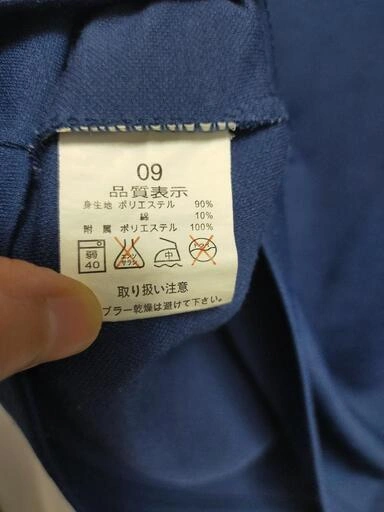 09
品質表示
身生地 ポリエステル 90%
綿 10%
附属 ポリエステル 100%
弱
40
エンソ
サラシ
中
取り扱い注意
ブラー乾燥は避けて下さい。